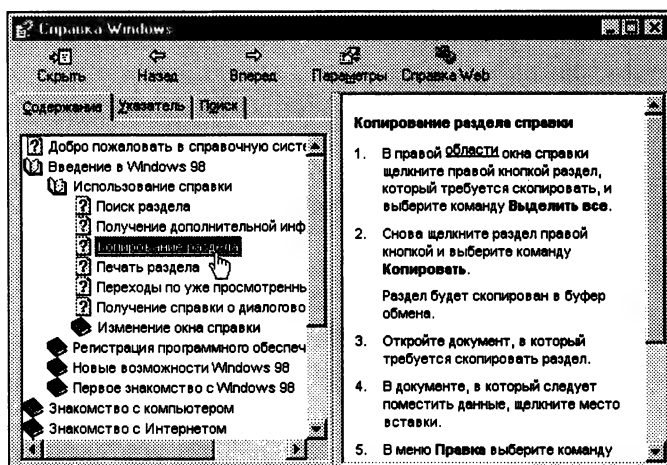 Справка Windows
Скрыть Назад Вперед Параметры Справка Web
Содержание Указатель Поиск
Добро пожаловать в справочную систе
Введение в Windows 98
Использование справки
Поиск раздела
Получение дополнительной инф
Копирование раздела
Печать раздела
Переходы по уже просмотренны
Получение справки о диалогово
Изменение окна справки
Регистрация программного обеспеч
Новые возможности Windows 98
Первое знакомство с Windows 98
Знакомство с компьютером
Знакомство с Интернетом
Копирование раздела справки
1. В правой области окна справки
щелкните правой кнопкой раздел,
который требуется скопировать, и
выберите команду Выделить все.
2. Снова щелкните раздел правой
кнопкой и выберите команду
Копировать.
Раздел будет скопирован в буфер
обмена.
3. Откройте документ, в который
требуется скопировать раздел.
4. В документе, в который следует
поместить данные, щелкните место
вставки.
5. В меню Правка выберите команду